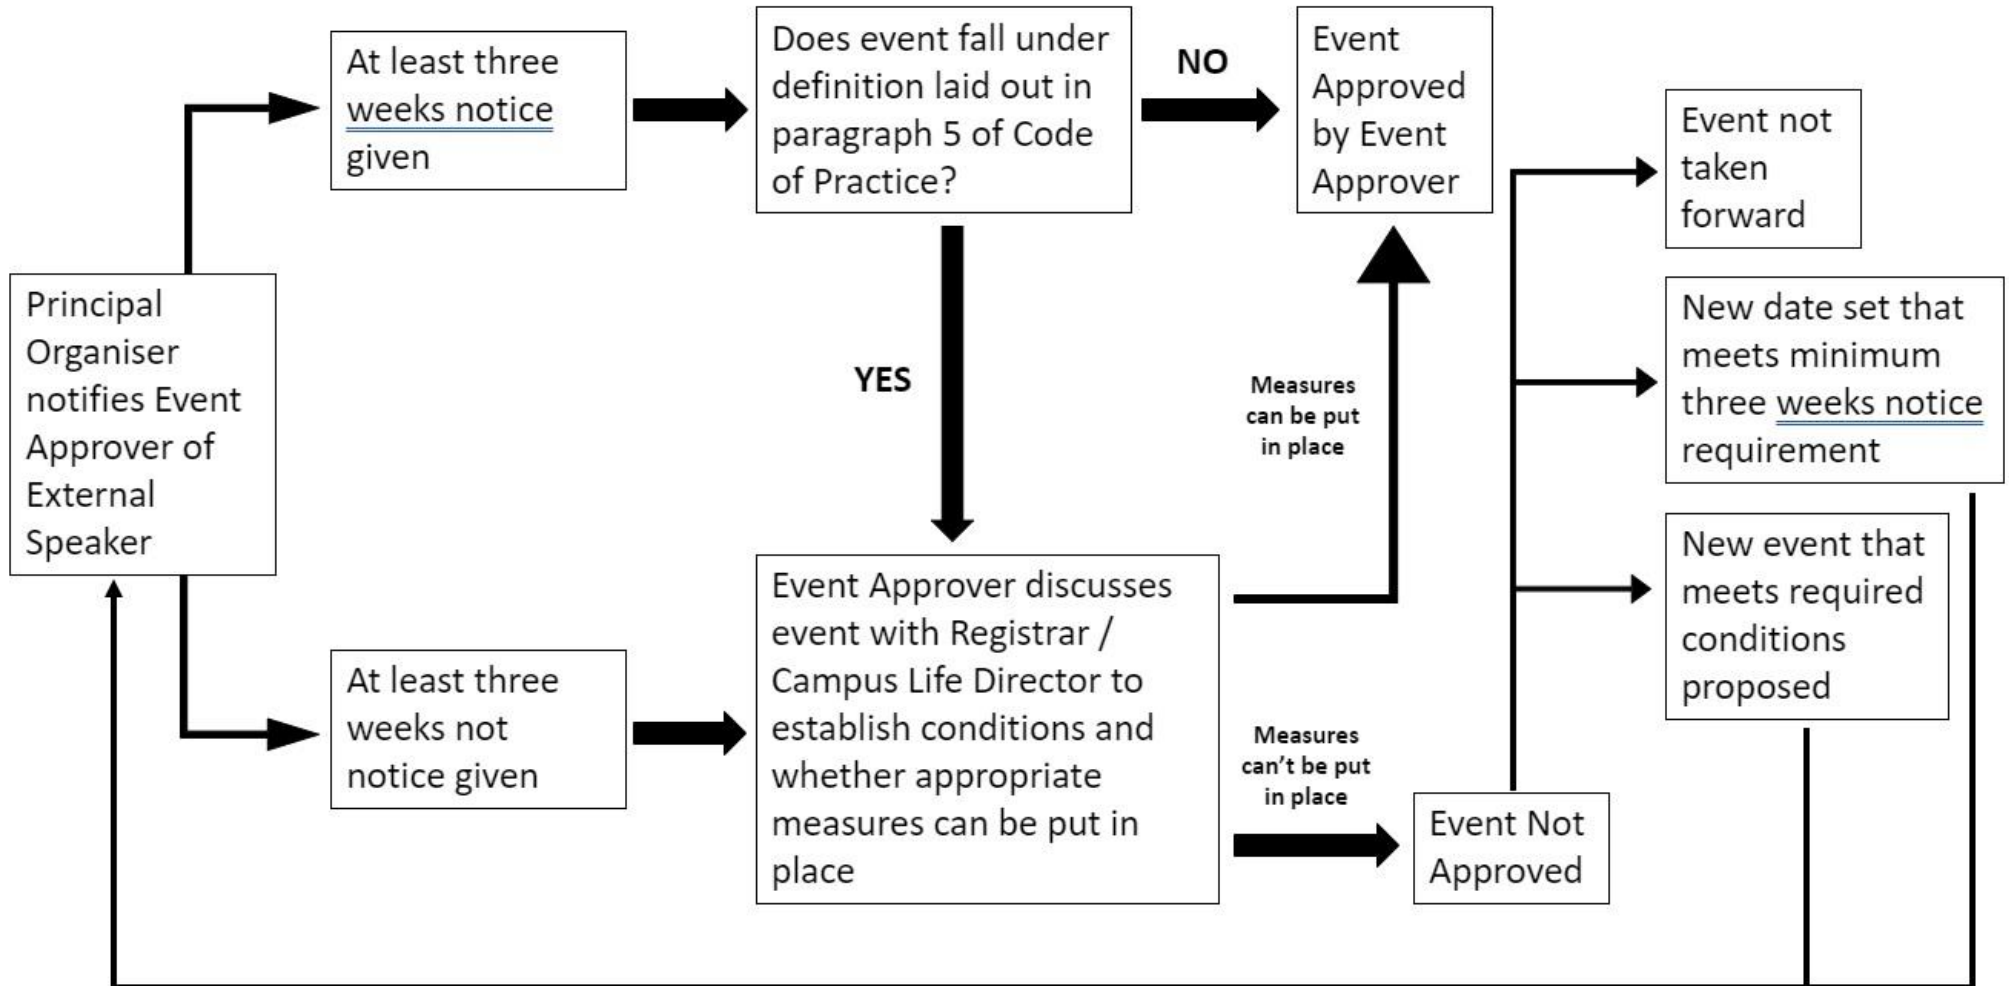 Principal
Organiser
notifies Event
Approver of
External
Speaker
At least three
weeks notice
given
Does event fall under
definition laid out in
paragraph 5 of Code
of Practice?
NO
Event
Approved
by Event
Approver
YES
At least three
weeks not
notice given
Event Approver discusses
event with Registrar /
Campus Life Director to
establish conditions and
whether appropriate
measures can be put in
place
Measures
can be put
in place
Measures
can’t be put
in place
Event Not
Approved
Event not
taken
forward
New date set that
meets minimum
three weeks notice
requirement
New event that
meets required
conditions
proposed